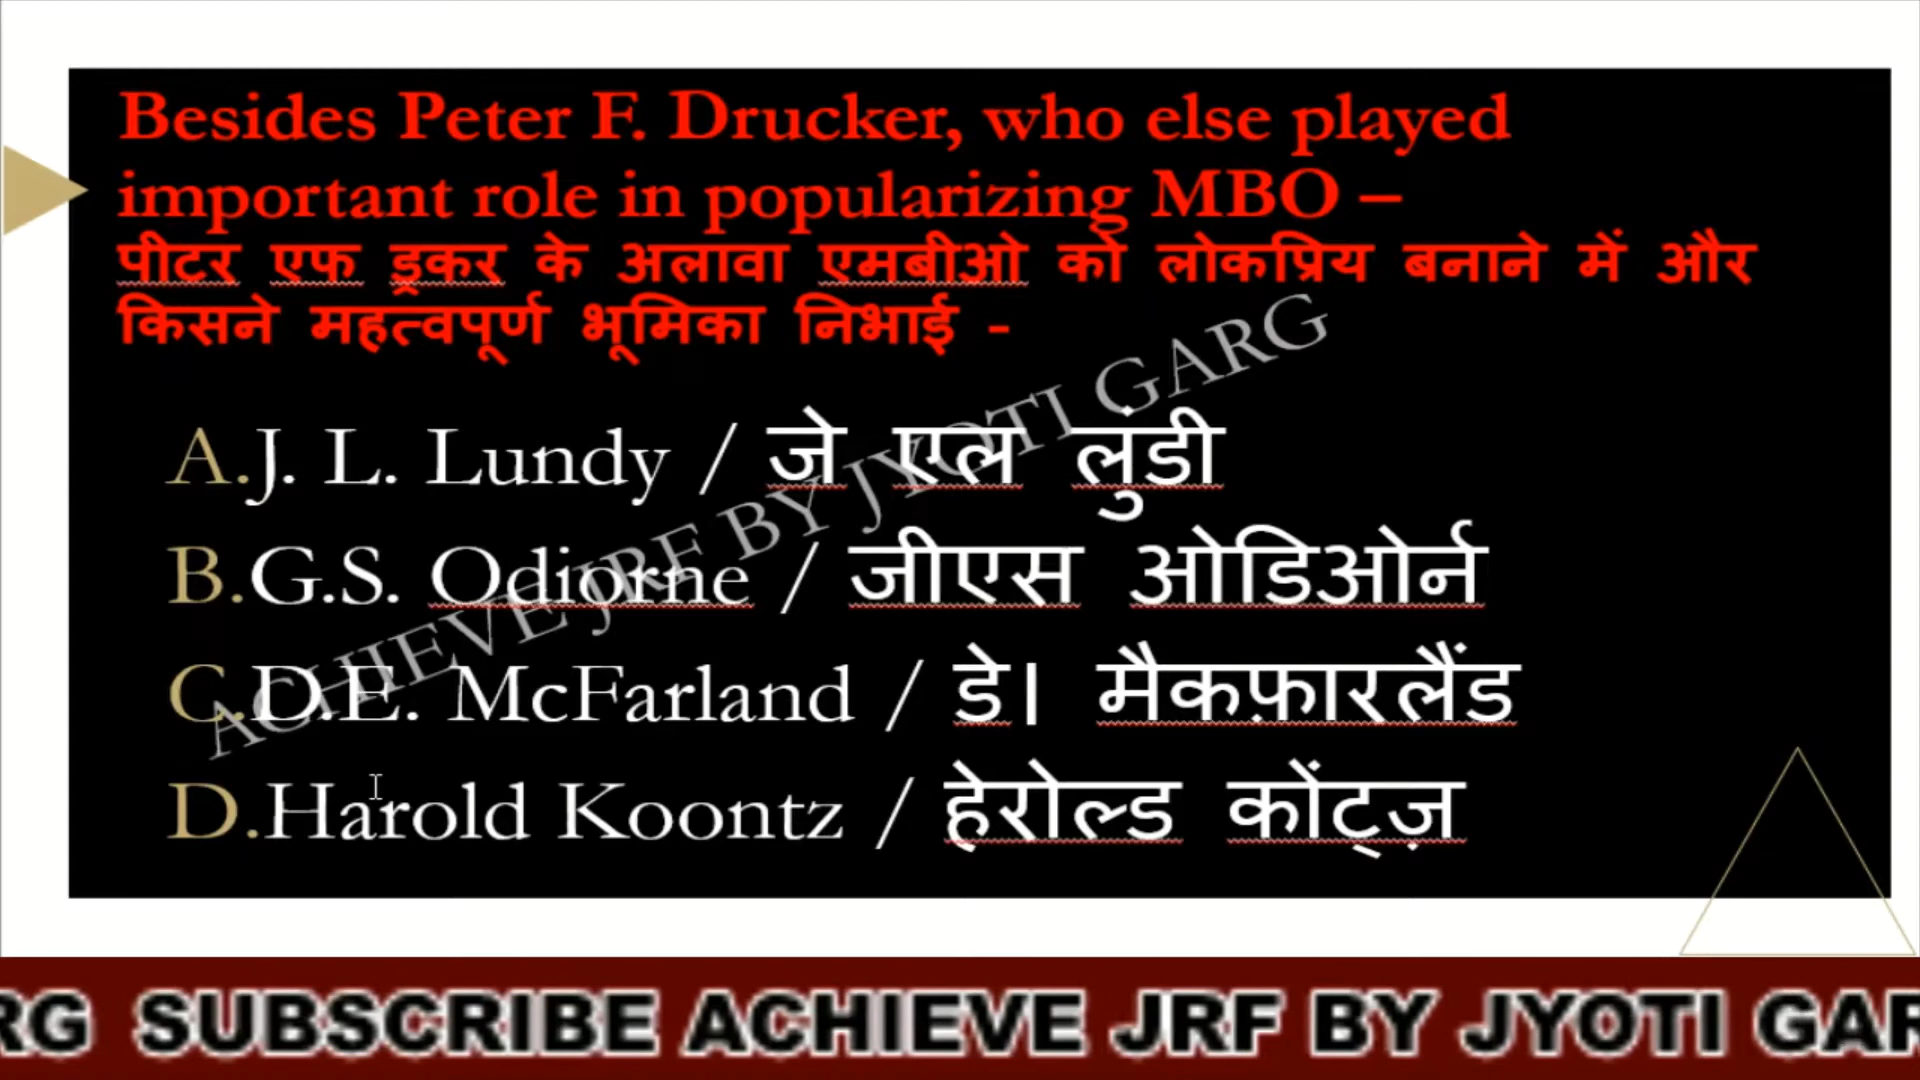 Besides Peter F. Drucker, who else played
important role in popularizing MBO –
पीटर एफ ड्रकर के अलावा एमबीओ को लोकप्रिय बनाने में और
किसने महत्वपूर्ण भूमिका निभाई -
A.J. L. Lundy / जे एल लुंडी
B.G.S. Odiorne / जीएस ओडिओर्न
C.D.E. McFarland / डे। मैकफ़ारलैंड
D.Harold Koontz / हेरोल्ड कोंट्ज़
ACHIEVE JRF BY JYOTI GARG
RG SUBSCRIBE ACHIEVE JRF BY JYOTI GAR